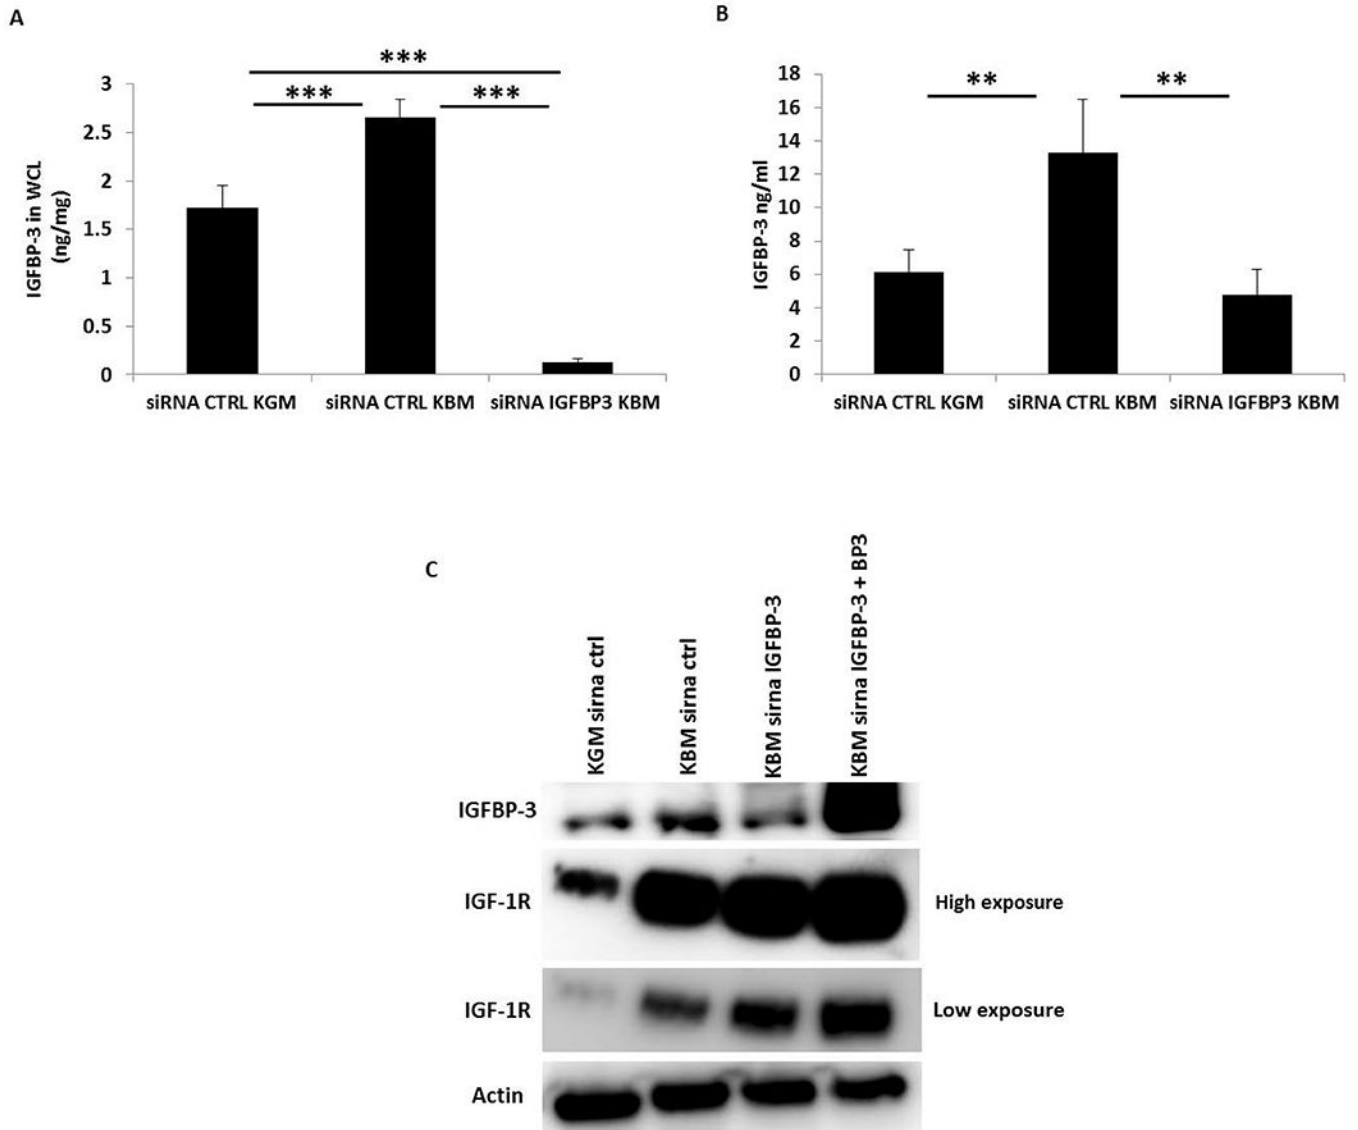 A
***
***
***
3
2.5
2
1.5
1
0.5
0
IGFBP-3 in WCL
(ng/mg)
siRNA CTRL KGM
siRNA CTRL KBM
siRNA IGFBP3 KBM
B
**
**
18
16
14
12
10
8
6
4
2
0
IGFBP-3 ng/ml
siRNA CTRL KGM
siRNA CTRL KBM
siRNA IGFBP3 KBM
C
KGM sirna ctrl
KBM sirna ctrl
KBM sirna IGFBP-3
KBM sirna IGFBP-3 + BP3
IGFBP-3
IGF-1R
High exposure
IGF-1R
Low exposure
Actin